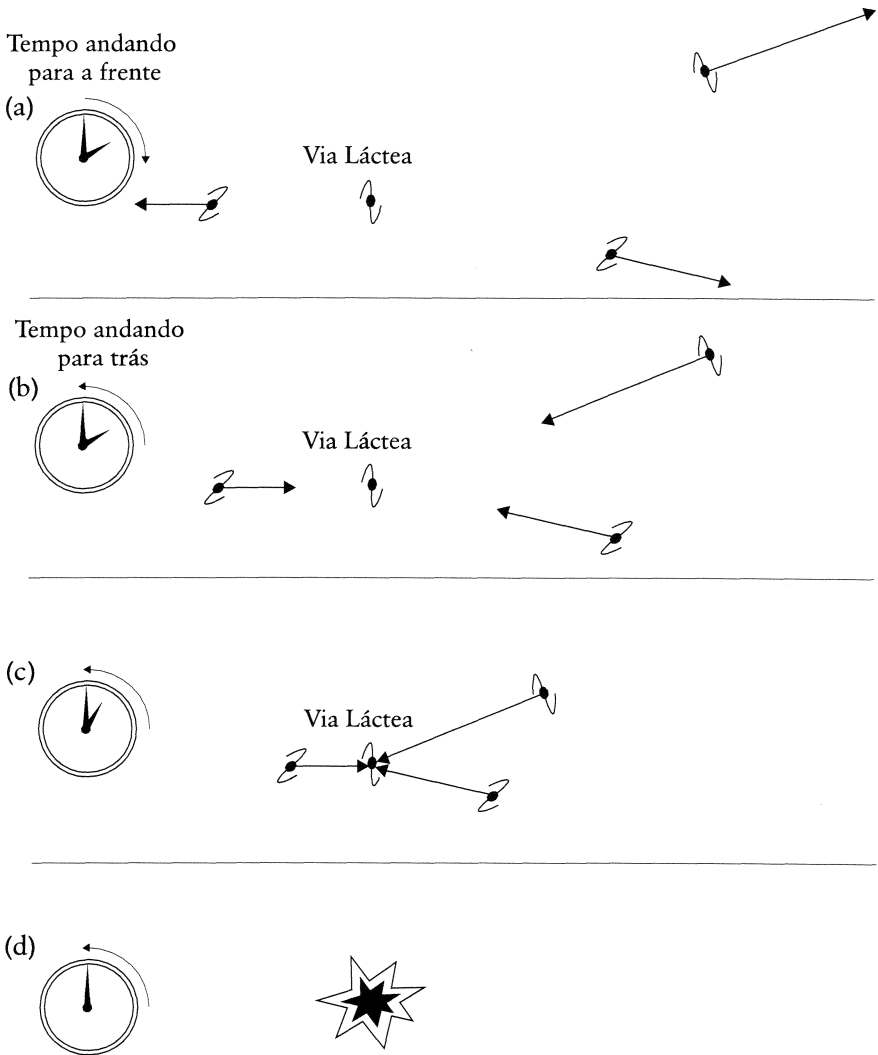 Tempo andando
para a frente
(a)
Via Láctea
Tempo andando
para trás
(b)
Via Láctea
(c)
Via Láctea
(d)